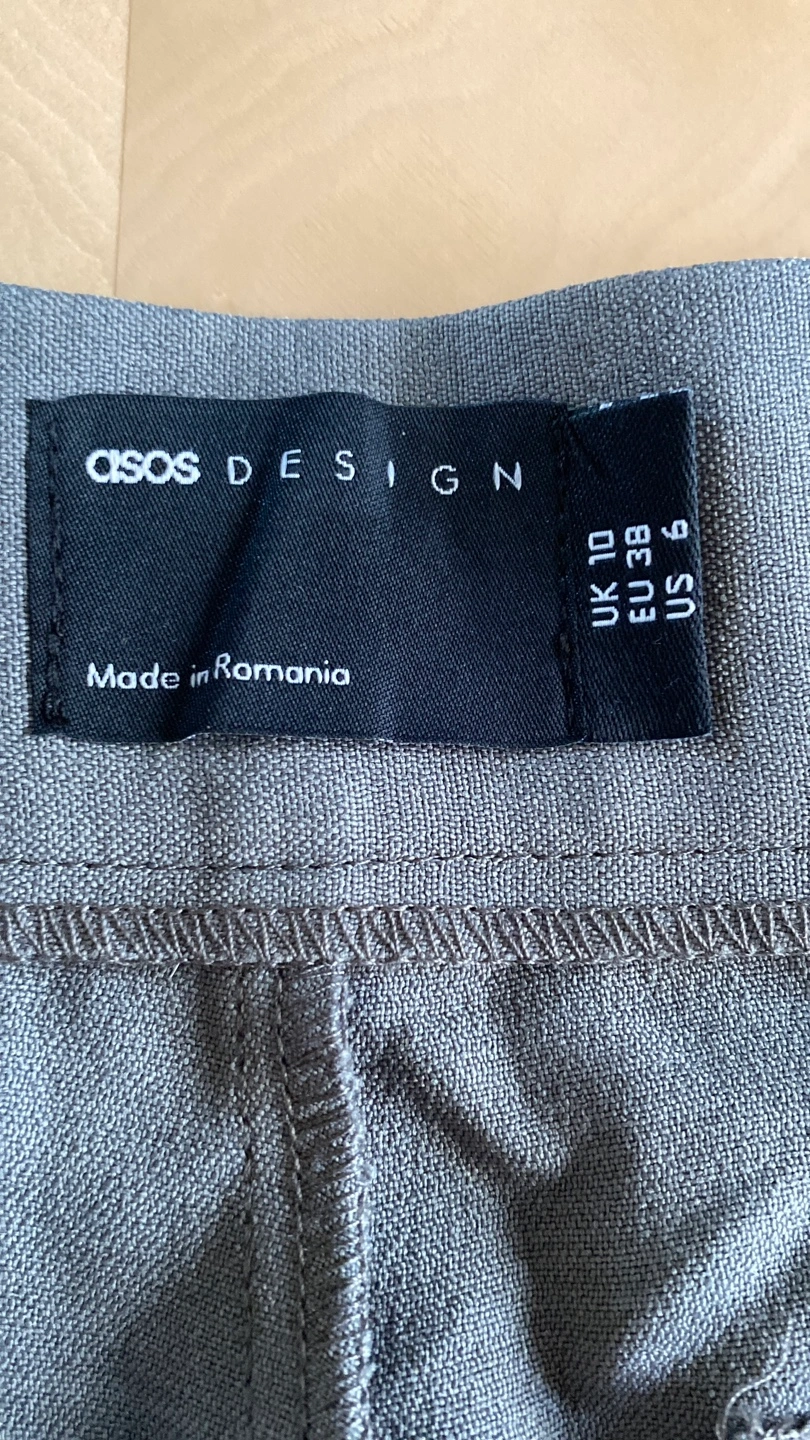 asos DESIGN
Made in Romania
UK 10
EU 38
US 6